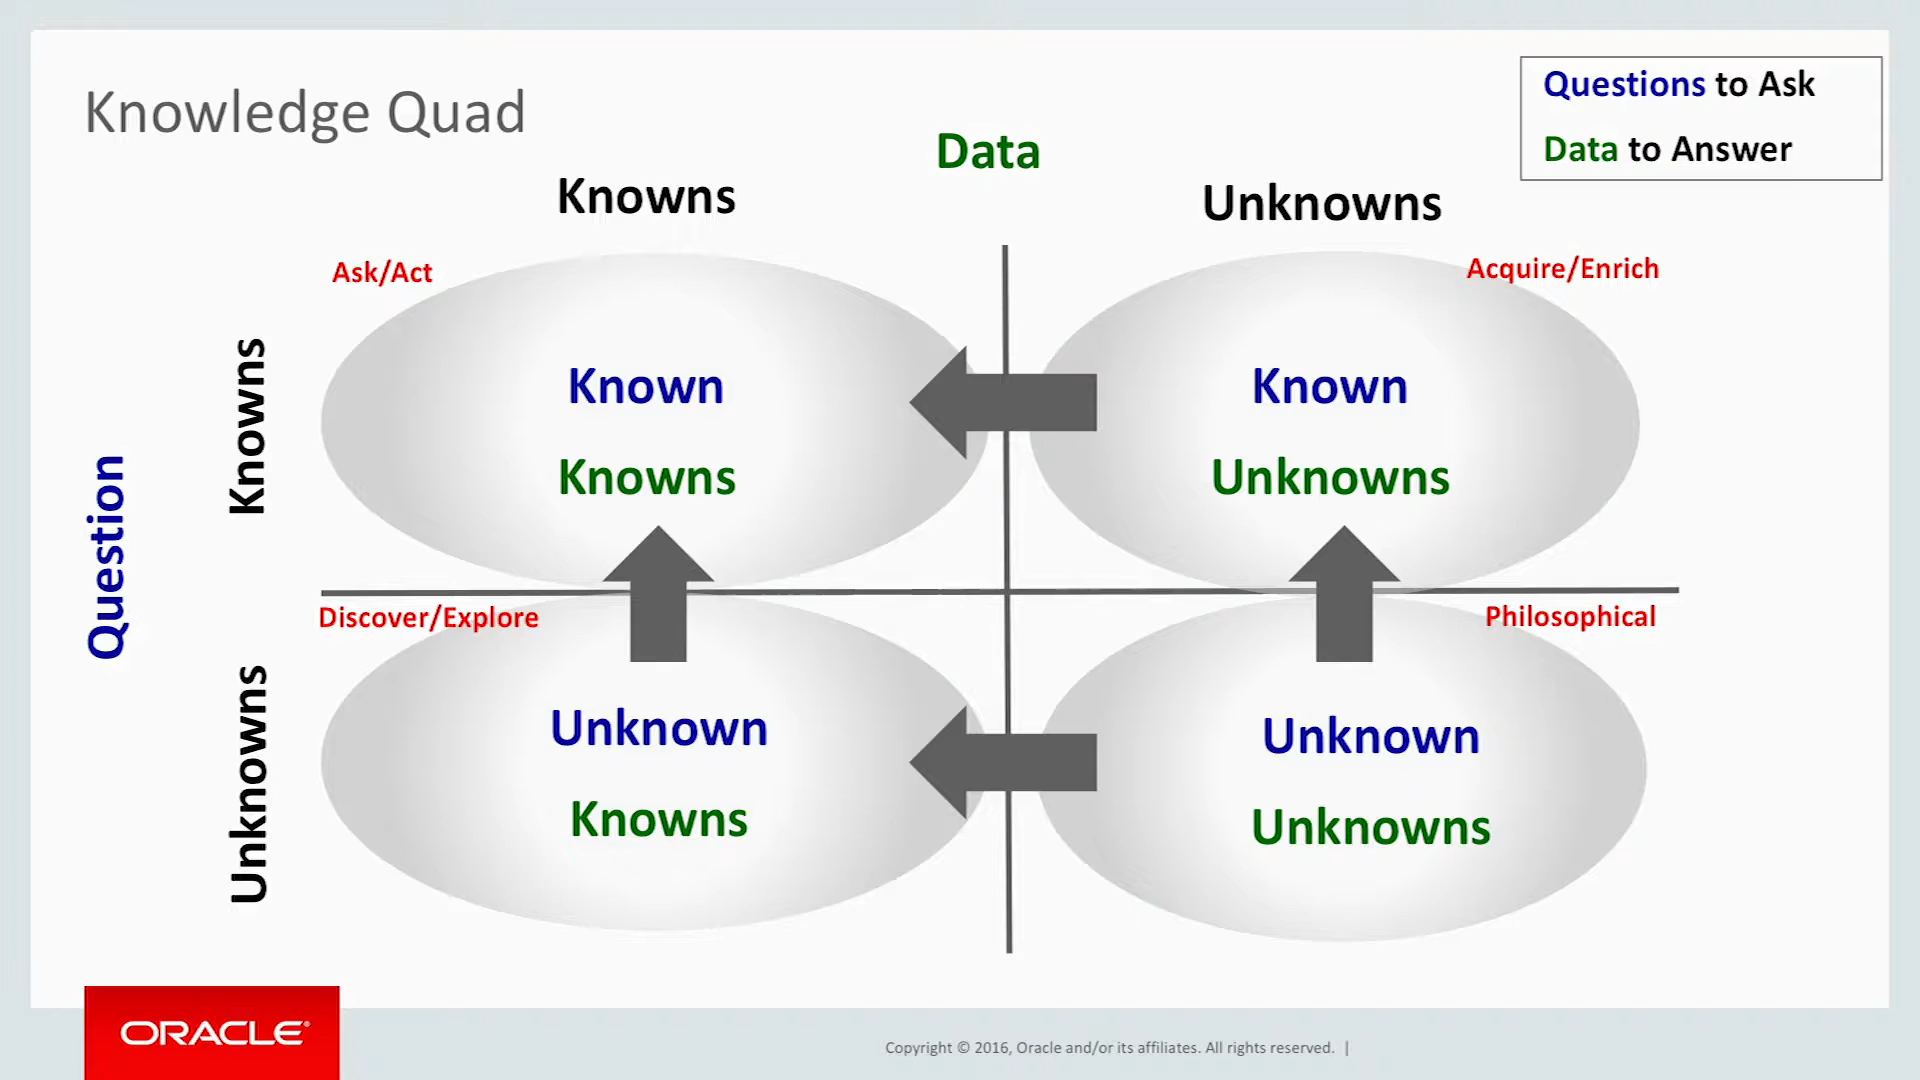 Knowledge Quad
Questions to Ask
Data to Answer
Data
Knowns
Unknowns
Question
Knowns
Unknowns
Ask/Act
Known
Knowns
Acquire/Enrich
Known
Unknowns
Discover/Explore
Unknown
Knowns
Philosophical
Unknown
Unknowns
ORACLE®
Copyright © 2016, Oracle and/or its affiliates. All rights reserved. |